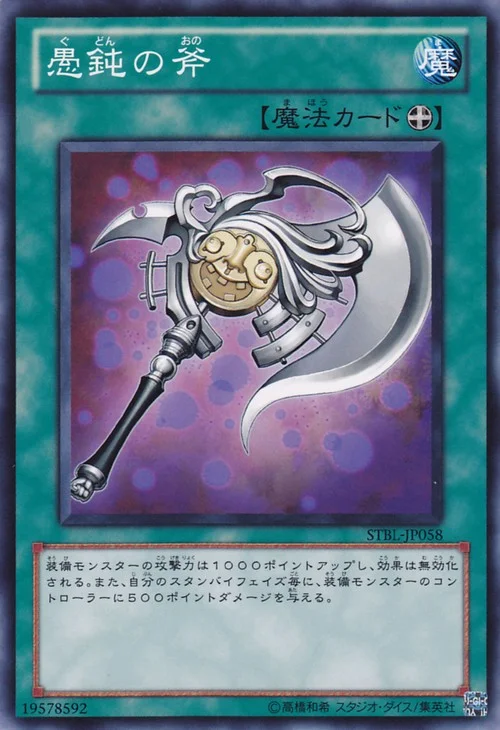 愚鈍の斧
魔
【魔法カード】
STBL-JP058
装備モンスターの攻撃力は1000ポイントアップし、効果は無効化
される。また、自分のスタンバイフェイズ毎に、装備モンスターのコント
ローラーに500ポイントダメージを与える。
19578592
©高橋和希 スタジオ・ダイス/集英社